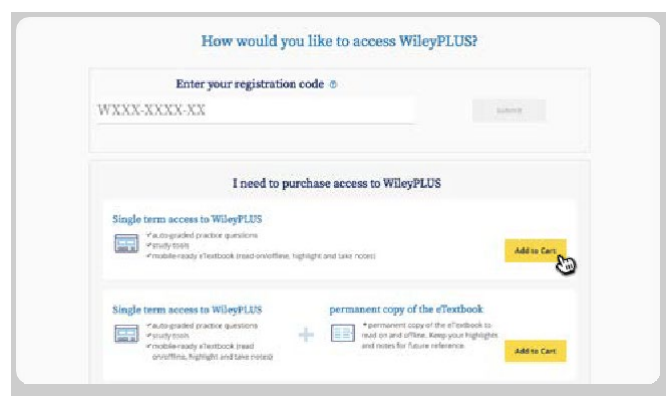 How would you like to access WileyPLUS?
Enter your registration code
WXXX-XXXX-XX
SUBMIT
I need to purchase access to WileyPLUS
Single term access to WileyPLUS
✔auto-graded practice questions
✔study tools
✔mobile-ready eTextbook (read on/offline, highlight and take notes)
Add to Cart
Single term access to WileyPLUS
✔auto-graded practice questions
✔study tools
✔mobile-ready eTextbook (read
on/offline, highlight and take notes)
+
permanent copy of the eTextbook
permanent copy of the eTextbook to
read on and offline. Keep your highlights
and notes for future reference.
Add to Cart